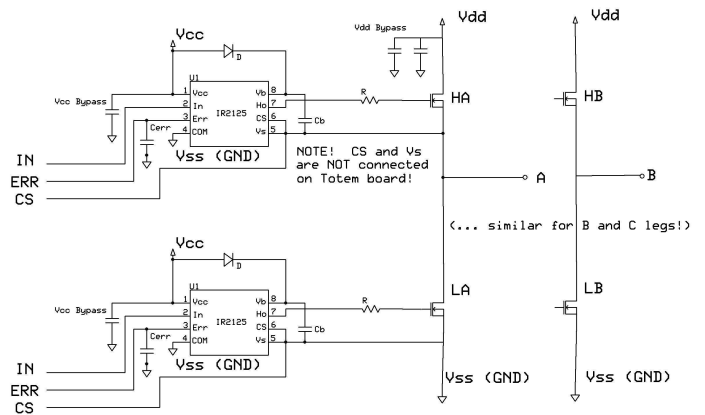 Vcc
Vdd Bypass
Vdd
Vdd
D
U1
Vcc Bypass
1 Vcc Vb 8
2 In Ho 7
3 Err CS 6
4 COM Vs 5
IR2125
R
HA
HB
Cerr
Cb
Vss (GND)
IN
ERR
CS
NOTE! CS and Vs
are NOT connected
on Totem board!
A
B
(... similar for B and C legs!)
Vcc
D
U1
Vcc Bypass
1 Vcc Vb 8
2 In Ho 7
3 Err CS 6
4 COM Vs 5
IR2125
R
LA
LB
Cerr
Cb
Vss (GND)
IN
ERR
CS
Vss (GND)
Vss (GND)